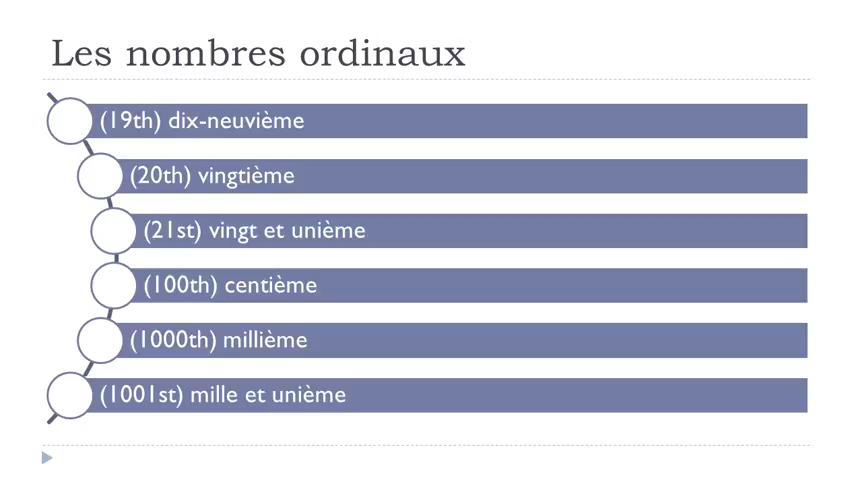 Les nombres ordinaux
(19th) dix-neuvième
(20th) vingtième
(21st) vingt et unième
(100th) centième
(1000th) millième
(1001st) mille et unième